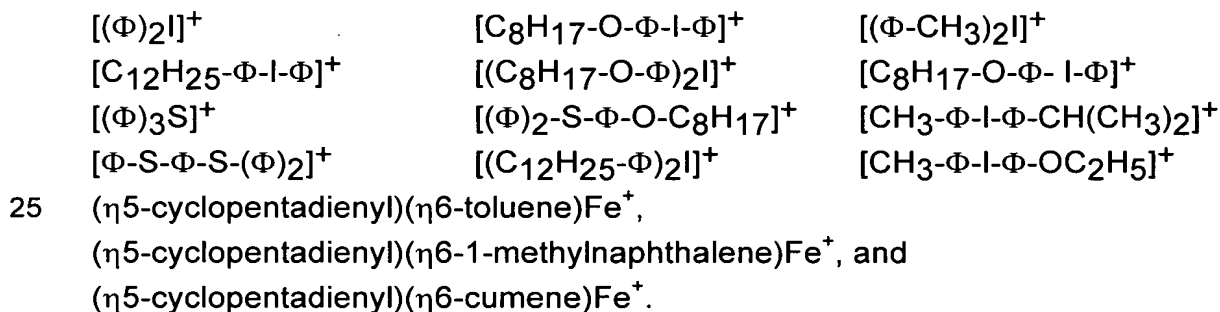 [(Φ)2I]+ [C8H17-O-Φ-I-Φ]+ [(Φ-CH3)2I]+
[C12H25-Φ-I-Φ]+ [(C8H17-O-Φ)2I]+ [C8H17-O-Φ- I-Φ]+
[(Φ)3S]+ [(Φ)2-S-Φ-O-C8H17]+ [CH3-Φ-I-Φ-CH(CH3)2]+
[Φ-S-Φ-S-(Φ)2]+ [(C12H25-Φ)2I]+ [CH3-Φ-I-Φ-OC2H5]+
25 (η5-cyclopentadienyl)(η6-toluene)Fe+,
(η5-cyclopentadienyl)(η6-1-methylnaphthalene)Fe+, and
(η5-cyclopentadienyl)(η6-cumene)Fe+.